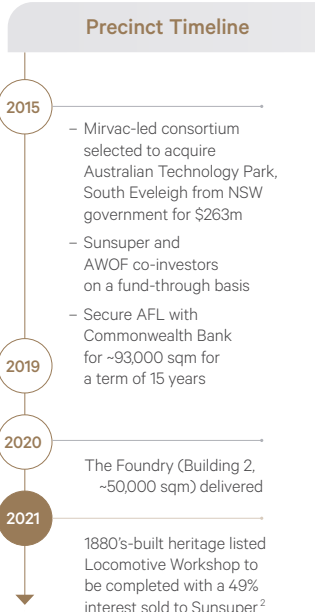 Precinct Timeline
2015
– Mirvac-led consortium
selected to acquire
Australian Technology Park,
South Eveleigh from NSW
government for $263m
– Sunsuper and
AWOF co-investors
on a fund-through basis
– Secure AFL with
Commonwealth Bank
for ~93,000 sqm for
a term of 15 years
2019
2020
The Foundry (Building 2,
~50,000 sqm) delivered
2021
1880's-built heritage listed
Locomotive Workshop to
be completed with a 49%
interest sold to Sunsuper 2